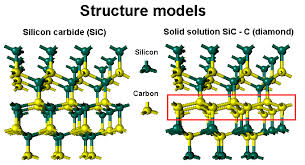 Structure models
Silicon carbide (SiC)
Solid solution SiC - C (diamond)
Silicon
Carbon